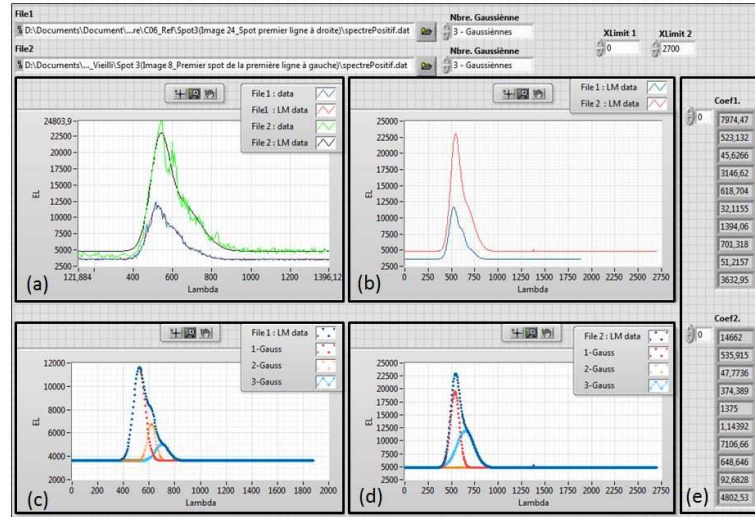 File1
D:\Documents\Document\...re\C06_Ref\Spot3(Image 24_Spot premier ligne à droite)\spectrePositif.dat
Nbre. Gaussiènne
3 - Gaussiènnes
XLimit 1
0
XLimit 2
2700
File2
D:\Documents\..._Vieilli\Spot 3(Image 8_Premier spot de la première ligne à gauche)\spectrePositif.dat
Nbre. Gaussiènne
3 - Gaussiènnes
File1 : data
File1 : LM data
File 2 : data
File 2 : LM data
24803,9
22500
20000
17500
15000
12500
10000
7500
5000
2500
EL
121,884
400
600
800
1000
1200
1396,12
Lambda
(a)
File 1 : LM data
File 2 : LM data
25000
22500
20000
17500
15000
12500
10000
7500
5000
2500
EL
0
250
500
750
1000
1250
1500
1750
2000
2250
2500
2750
Lambda
(b)
File1 : LM data
1-Gauss
2-Gauss
3-Gauss
12000
10000
8000
6000
4000
2000
EL
0
200
400
600
800
1000
1200
1400
1600
1800
2000
Lambda
(c)
File 2 : LM data
1-Gauss
2-Gauss
3-Gauss
25000
22500
20000
17500
15000
12500
10000
7500
5000
2500
EL
0
250
500
750
1000
1250
1500
1750
2000
2250
2500
2750
Lambda
(d)
Coef1.
0
7974,47
523,132
45,6266
3146,62
618,704
32,1155
1394,06
701,318
51,2157
3632,95
Coef2.
0
14662
535,915
47,7736
374,389
1375
1,14392
7106,66
648,646
92,6828
4802,53
(e)